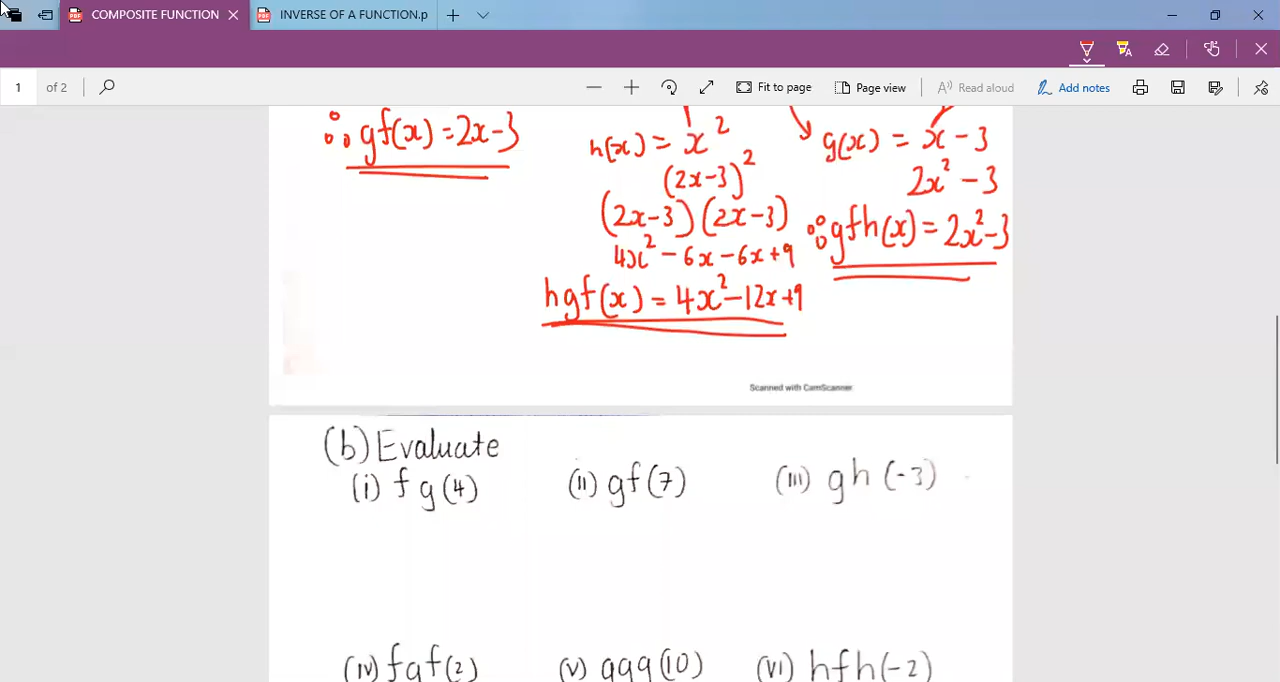 COMPOSITE FUNCTION
INVERSE OF A FUNCTION.p
1 of 2
Fit to page
Page view
Read aloud
Add notes
∴ gf(x) = 2x-3
h(x) = x²
(2x-3)²
(2x-3)(2x-3)
4x² - 6x - 6x + 9
hgf(x) = 4x² - 12x + 9
g(x) = x - 3
2x² - 3
∴ gfh(x) = 2x² - 3
Scanned with CamScanner
(b) Evaluate
(i) fg(4)
(ii) gf(7)
(iii) gh(-3)
(iv) fgf(2)
(v) ggg(10)
(vi) hfh(-2)